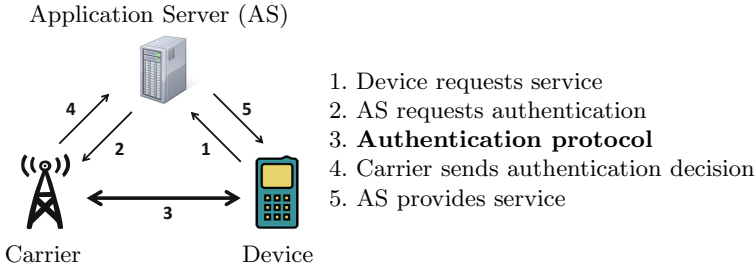 Application Server (AS)
4
5
2
1
3
Carrier
Device
1. Device requests service
2. AS requests authentication
3. Authentication protocol
4. Carrier sends authentication decision
5. AS provides service